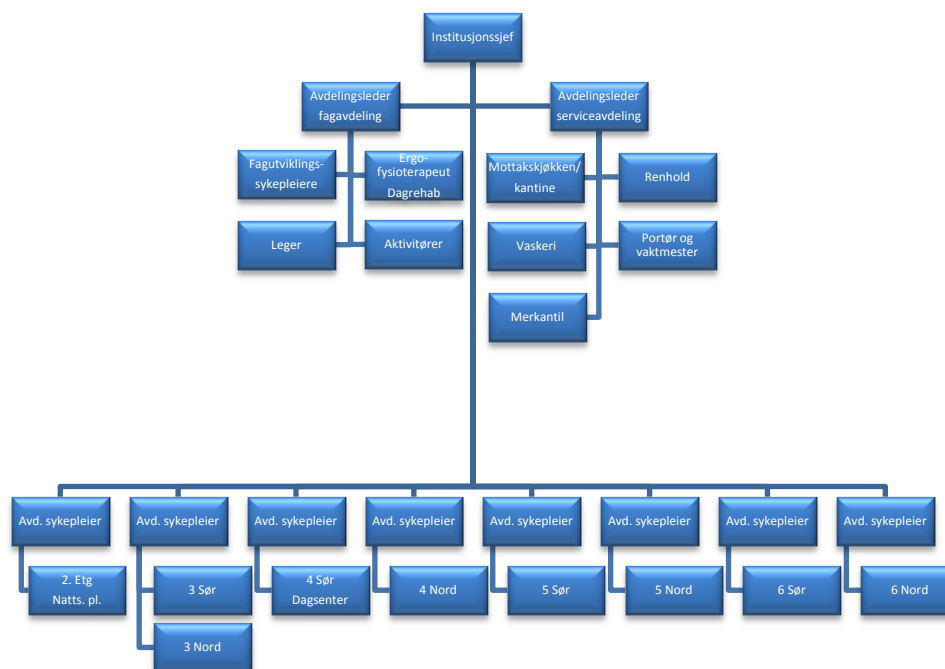 Institusjonssjef
Avdelingsleder
fagavdeling
Avdelingsleder
serviceavdeling
Fagutviklings-
sykepleiere
Ergo-
fysioterapeut
Dagrehab
Mottakskjøkken/
kantine
Renhold
Leger
Aktivitører
Vaskeri
Portør og
vaktmester
Merkantil
Avd. sykepleier
Avd. sykepleier
Avd. sykepleier
Avd. sykepleier
Avd. sykepleier
Avd. sykepleier
Avd. sykepleier
Avd. sykepleier
2. Etg
Natts. pl.
3 Sør
4 Sør
Dagsenter
4 Nord
5 Sør
5 Nord
6 Sør
6 Nord
3 Nord